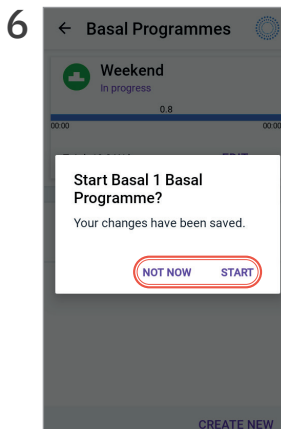 6
Basal Programmes
Weekend
In progress
0.8
00:00 00:00
Start Basal 1 Basal
Programme?
Your changes have been saved.
NOT NOW START
CREATE NEW